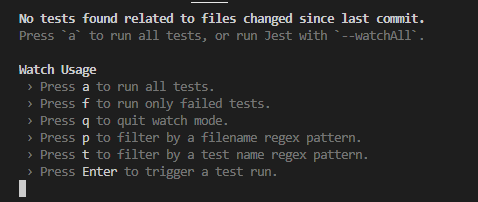 No tests found related to files changed since last commit.
Press `a` to run all tests, or run Jest with `--watchAll`.
Watch Usage
› Press a to run all tests.
› Press f to run only failed tests.
› Press q to quit watch mode.
› Press p to filter by a filename regex pattern.
› Press t to filter by a test name regex pattern.
› Press Enter to trigger a test run.